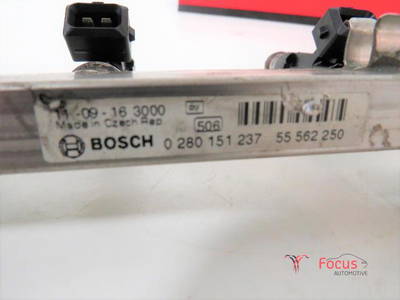 11-09-16 3000
Made in Czech Rep.
506
BOSCH 0 280 151 237 55 562 250
Focus
AUTOMOTIVE